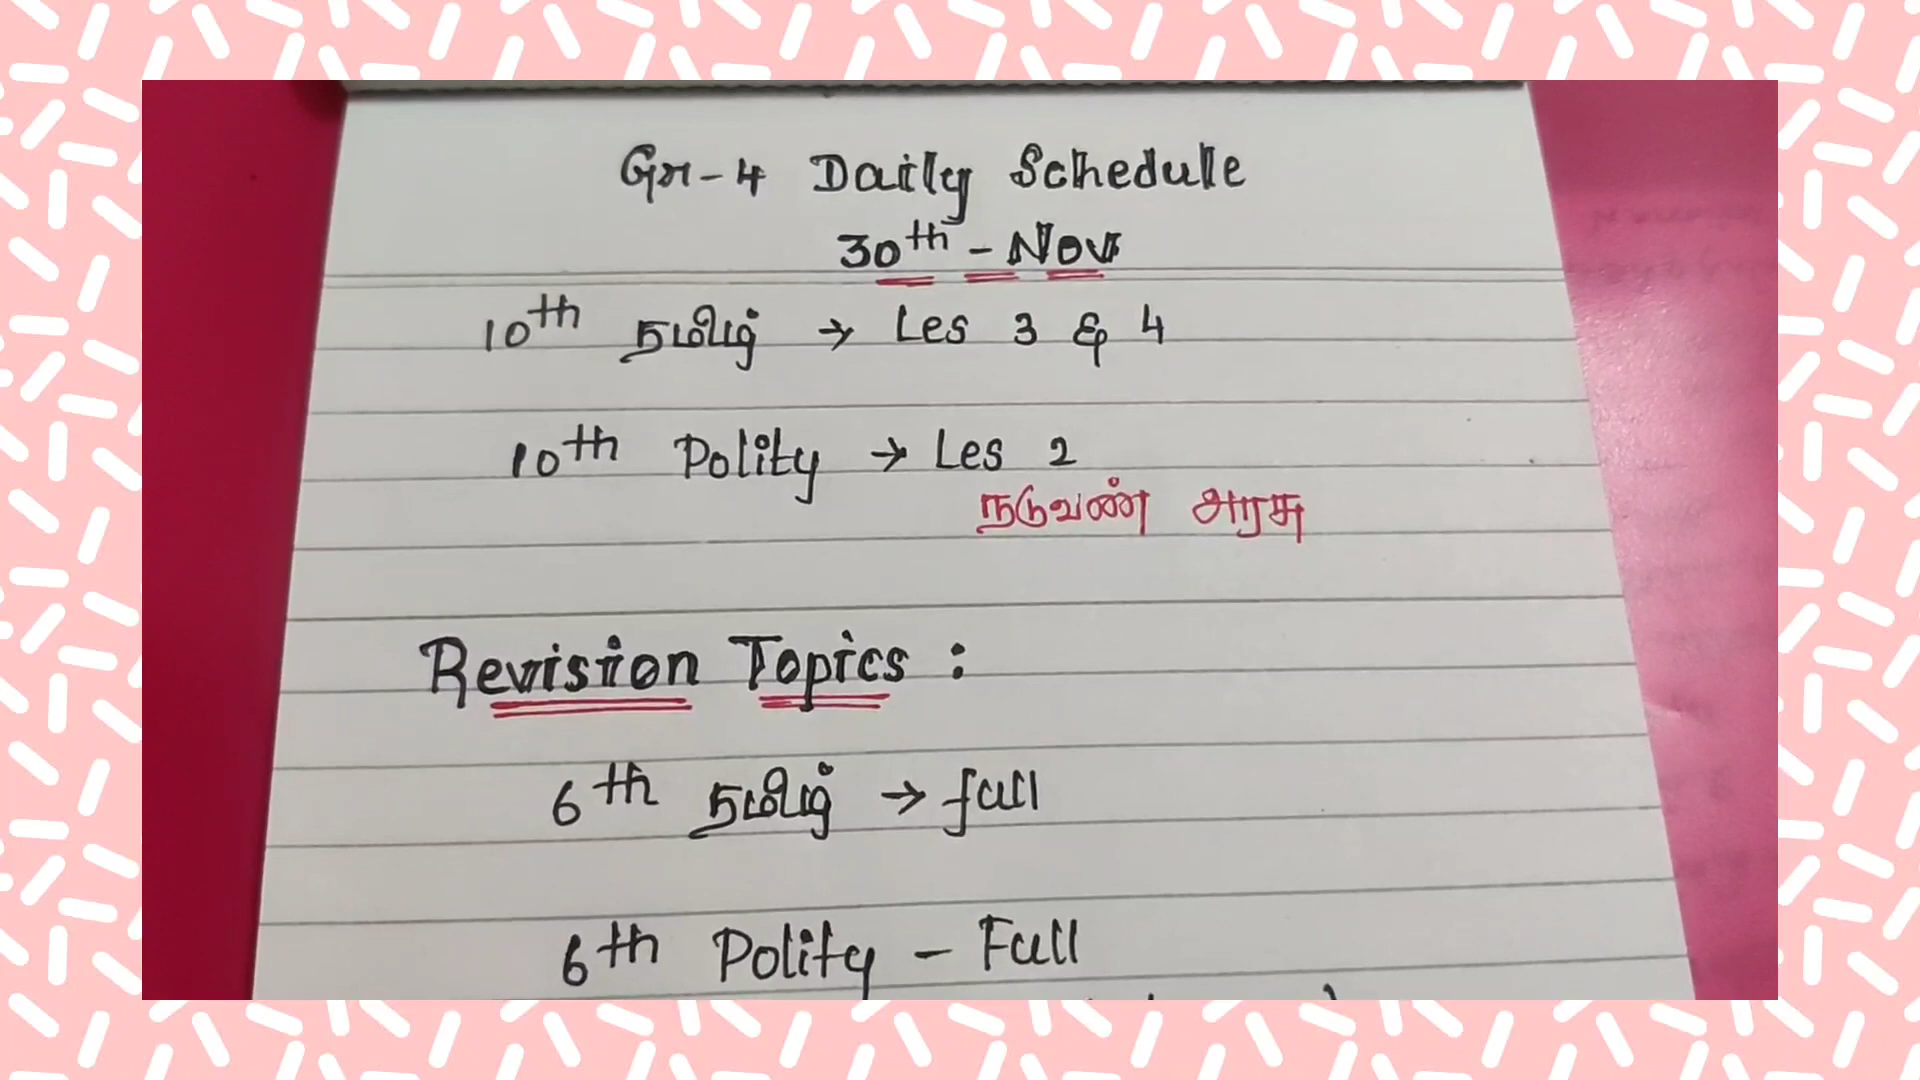 Gr-4 Daily Schedule
30th - Nov
10th தமிழ் → Les 3 & 4
10th Polity → Les 2
நடுவண் அரசு
Revision Topics :
6th தமிழ் → full
6th Polity - Full